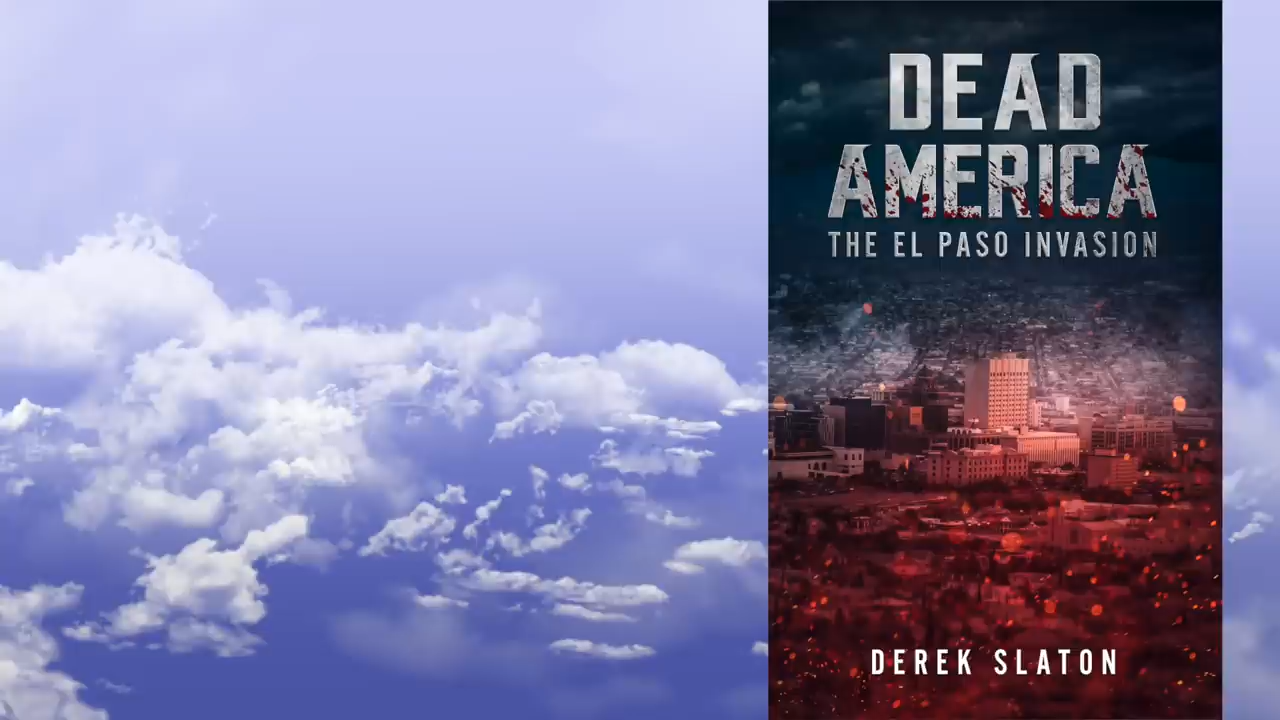 DEAD
AMERICA
THE EL PASO INVASION
DEREK SLATON